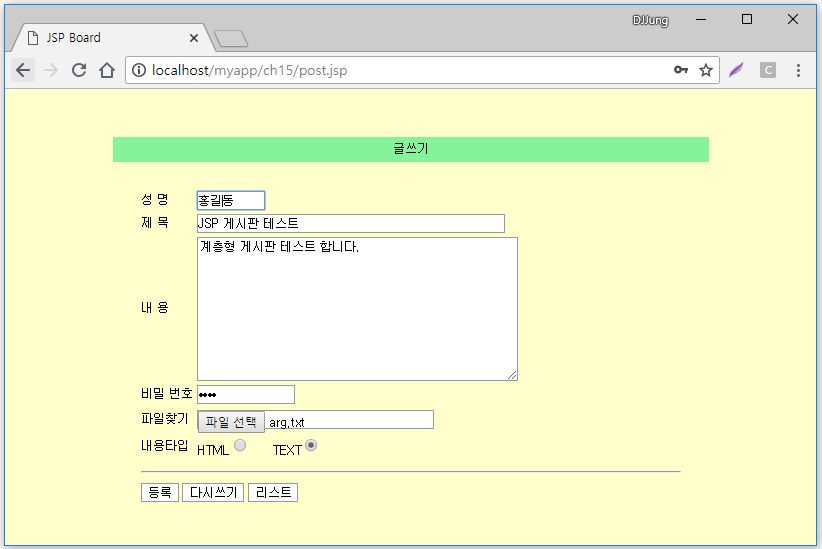 DJJung
JSP Board
localhost/myapp/ch15/post.jsp
C
글쓰기
성 명 홍길동
제 목 JSP 게시판 테스트
내 용 계층형 게시판 테스트 합니다.
비밀 번호 ••••
파일찾기 파일 선택 arg.txt
내용타입 HTML TEXT
등록 다시쓰기 리스트